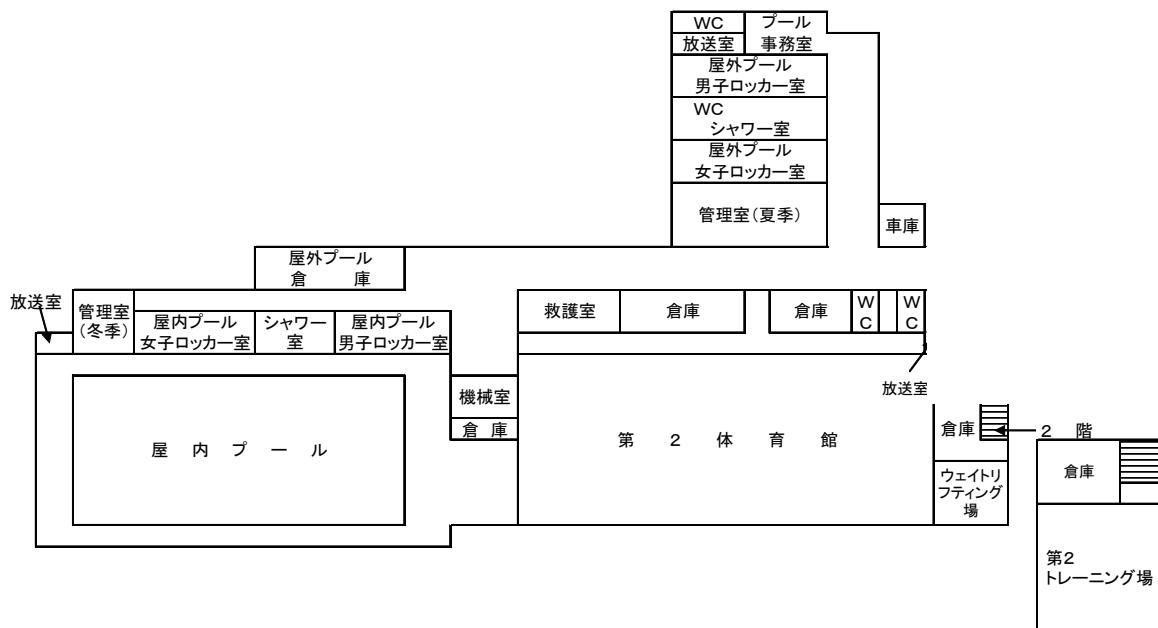 WC
プール
放送室
事務室
屋外プール
男子ロッカー室
WC
シャワー室
屋外プール
女子ロッカー室
管理室(夏季)
車庫
屋外プール
倉　庫
放送室
管理室
(冬季)
屋内プール
女子ロッカー室
シャワー
室
屋内プール
男子ロッカー室
救護室
倉庫
倉庫
W
C
W
C
放送室
機械室
倉 庫
屋 内 プ ー ル
第 2 体 育 館
倉庫
2 階
ウェイトリ
フティング
場
倉庫
第2
トレーニング場